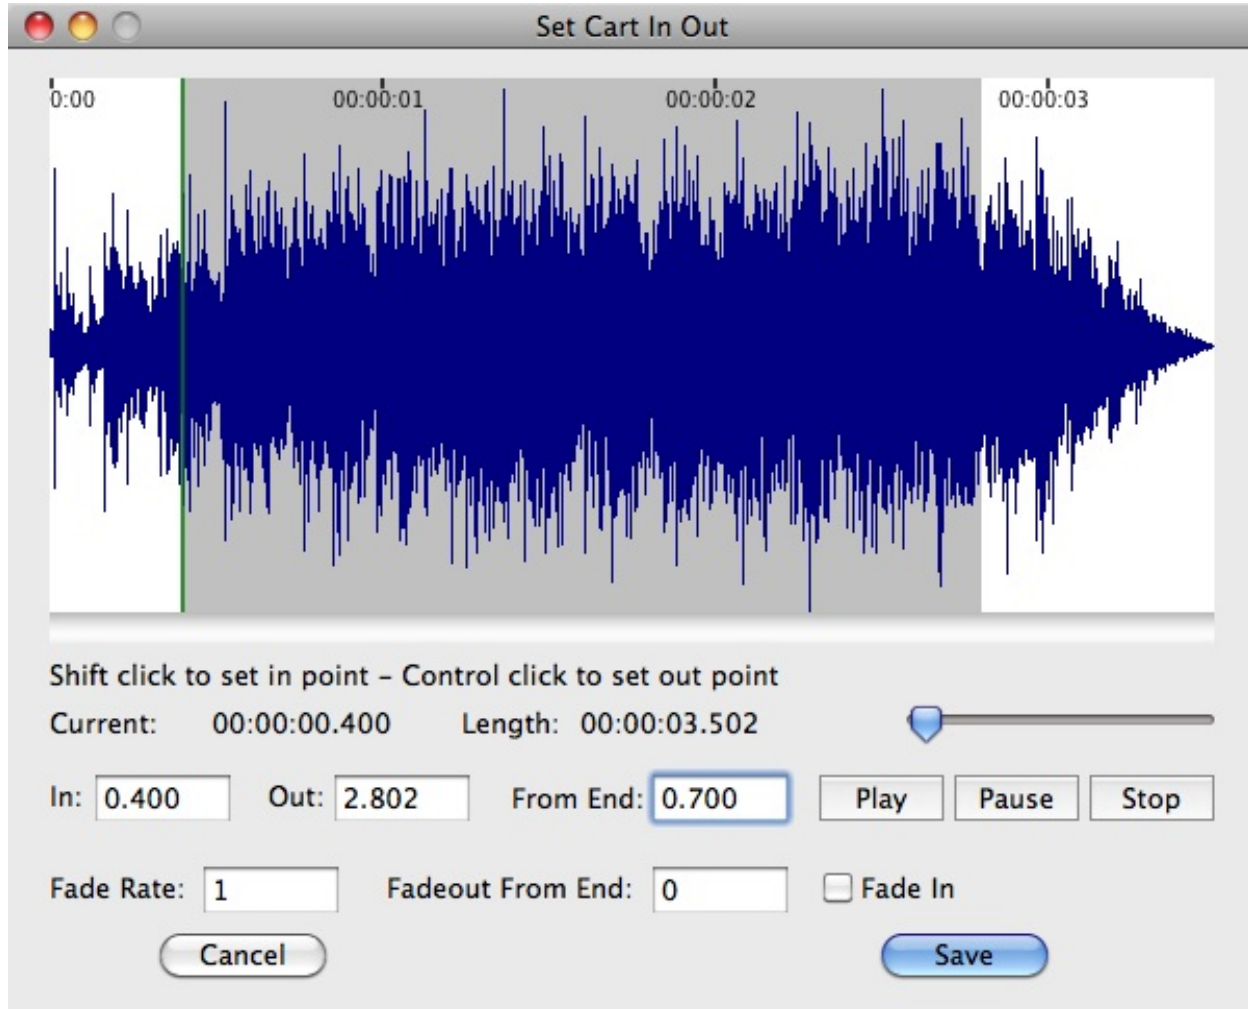 Set Cart In Out
0:00 00:00:01 00:00:02 00:00:03
Shift click to set in point – Control click to set out point
Current: 00:00:00.400 Length: 00:00:03.502
In: 0.400 Out: 2.802 From End: 0.700 Play Pause Stop
Fade Rate: 1 Fadeout From End: 0 Fade In
Cancel Save